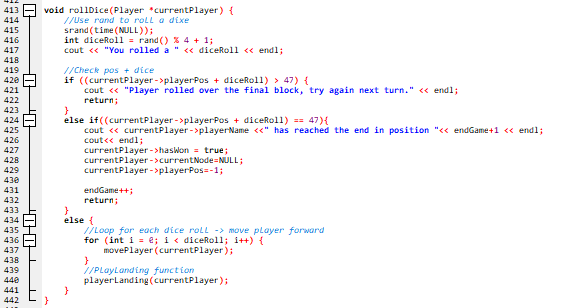 413 void rollDice(Player *currentPlayer) {
414 //Use rand to roll a dixe
415 srand(time(NULL));
416 int diceRoll = rand() % 4 + 1;
417 cout << "You rolled a " << diceRoll << endl;
418
419 //Check pos + dice
420 if ((currentPlayer->playerPos + diceRoll) > 47) {
421 cout << "Player rolled over the final block, try again next turn." << endl;
422 return;
423 }
424 else if((currentPlayer->playerPos + diceRoll) == 47){
425 cout << currentPlayer->playerName <<" has reached the end in position "<< endGame+1 << endl;
426 cout<< endl;
427 currentPlayer->hasWon = true;
428 currentPlayer->currentNode=NULL;
429 currentPlayer->playerPos=-1;
430
431 endGame++;
432 return;
433 }
434 else {
435 //Loop for each dice roll -> move player forward
436 for (int i = 0; i < diceRoll; i++) {
437 movePlayer(currentPlayer);
438 }
439 //PlayLanding function
440 playerLanding(currentPlayer);
441 }
442 }